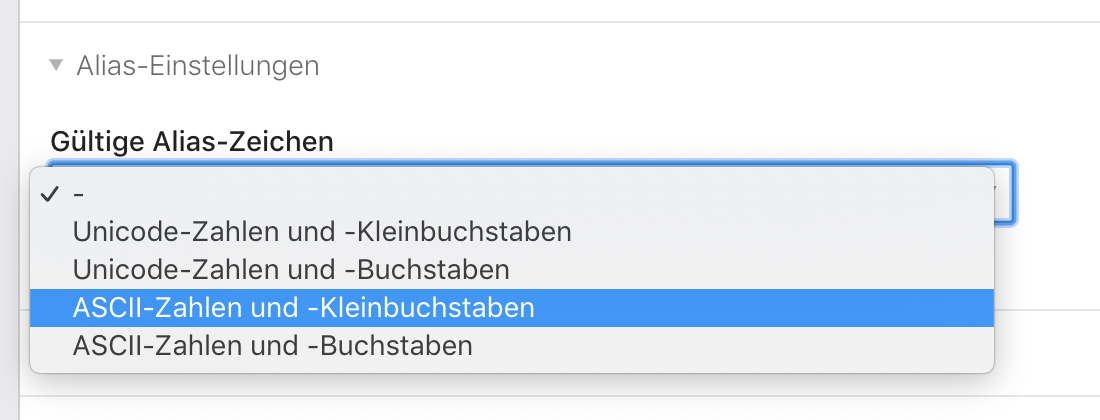 Alias-Einstellungen
Gültige Alias-Zeichen
-
Unicode-Zahlen und -Kleinbuchstaben
Unicode-Zahlen und -Buchstaben
ASCII-Zahlen und -Kleinbuchstaben
ASCII-Zahlen und -Buchstaben